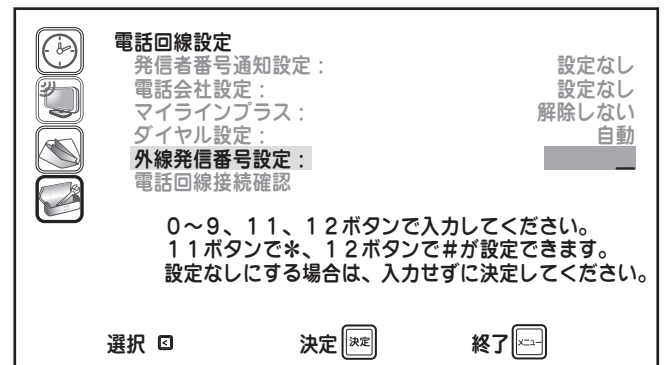 電話回線設定
発信者番号通知設定： 設定なし
電話会社設定： 設定なし
マイラインプラス： 解除しない
ダイヤル設定： 自動
外線発信番号設定： _
電話回線接続確認
0～9、11、12ボタンで入力してください。
11ボタンで＊、12ボタンで#が設定できます。
設定なしにする場合は、入力せずに決定してください。
選択 決定 決定 終了 メニュー